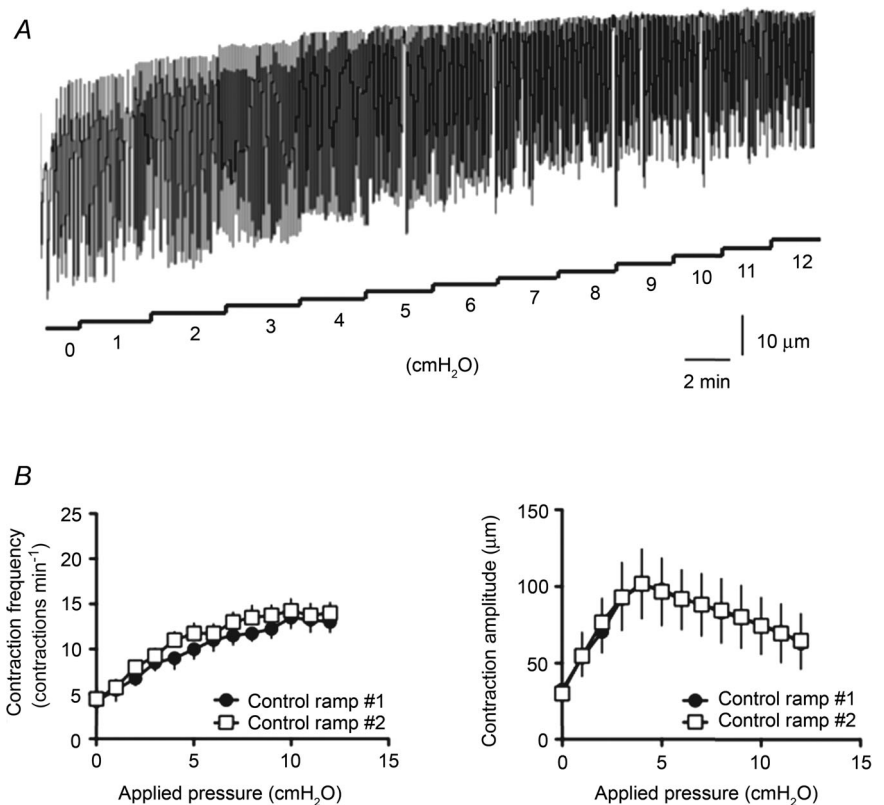 A
0 1 2 3 4 5 6 7 8 9 10 11 12
(cmH₂O)
10 μm
2 min
B
Contraction frequency
(contractions min⁻¹)
25
20
15
10
5
0
0 5 10 15
Applied pressure (cmH₂O)
Control ramp #1
Control ramp #2
Contraction amplitude (μm)
150
100
50
0
0 5 10 15
Applied pressure (cmH₂O)
Control ramp #1
Control ramp #2